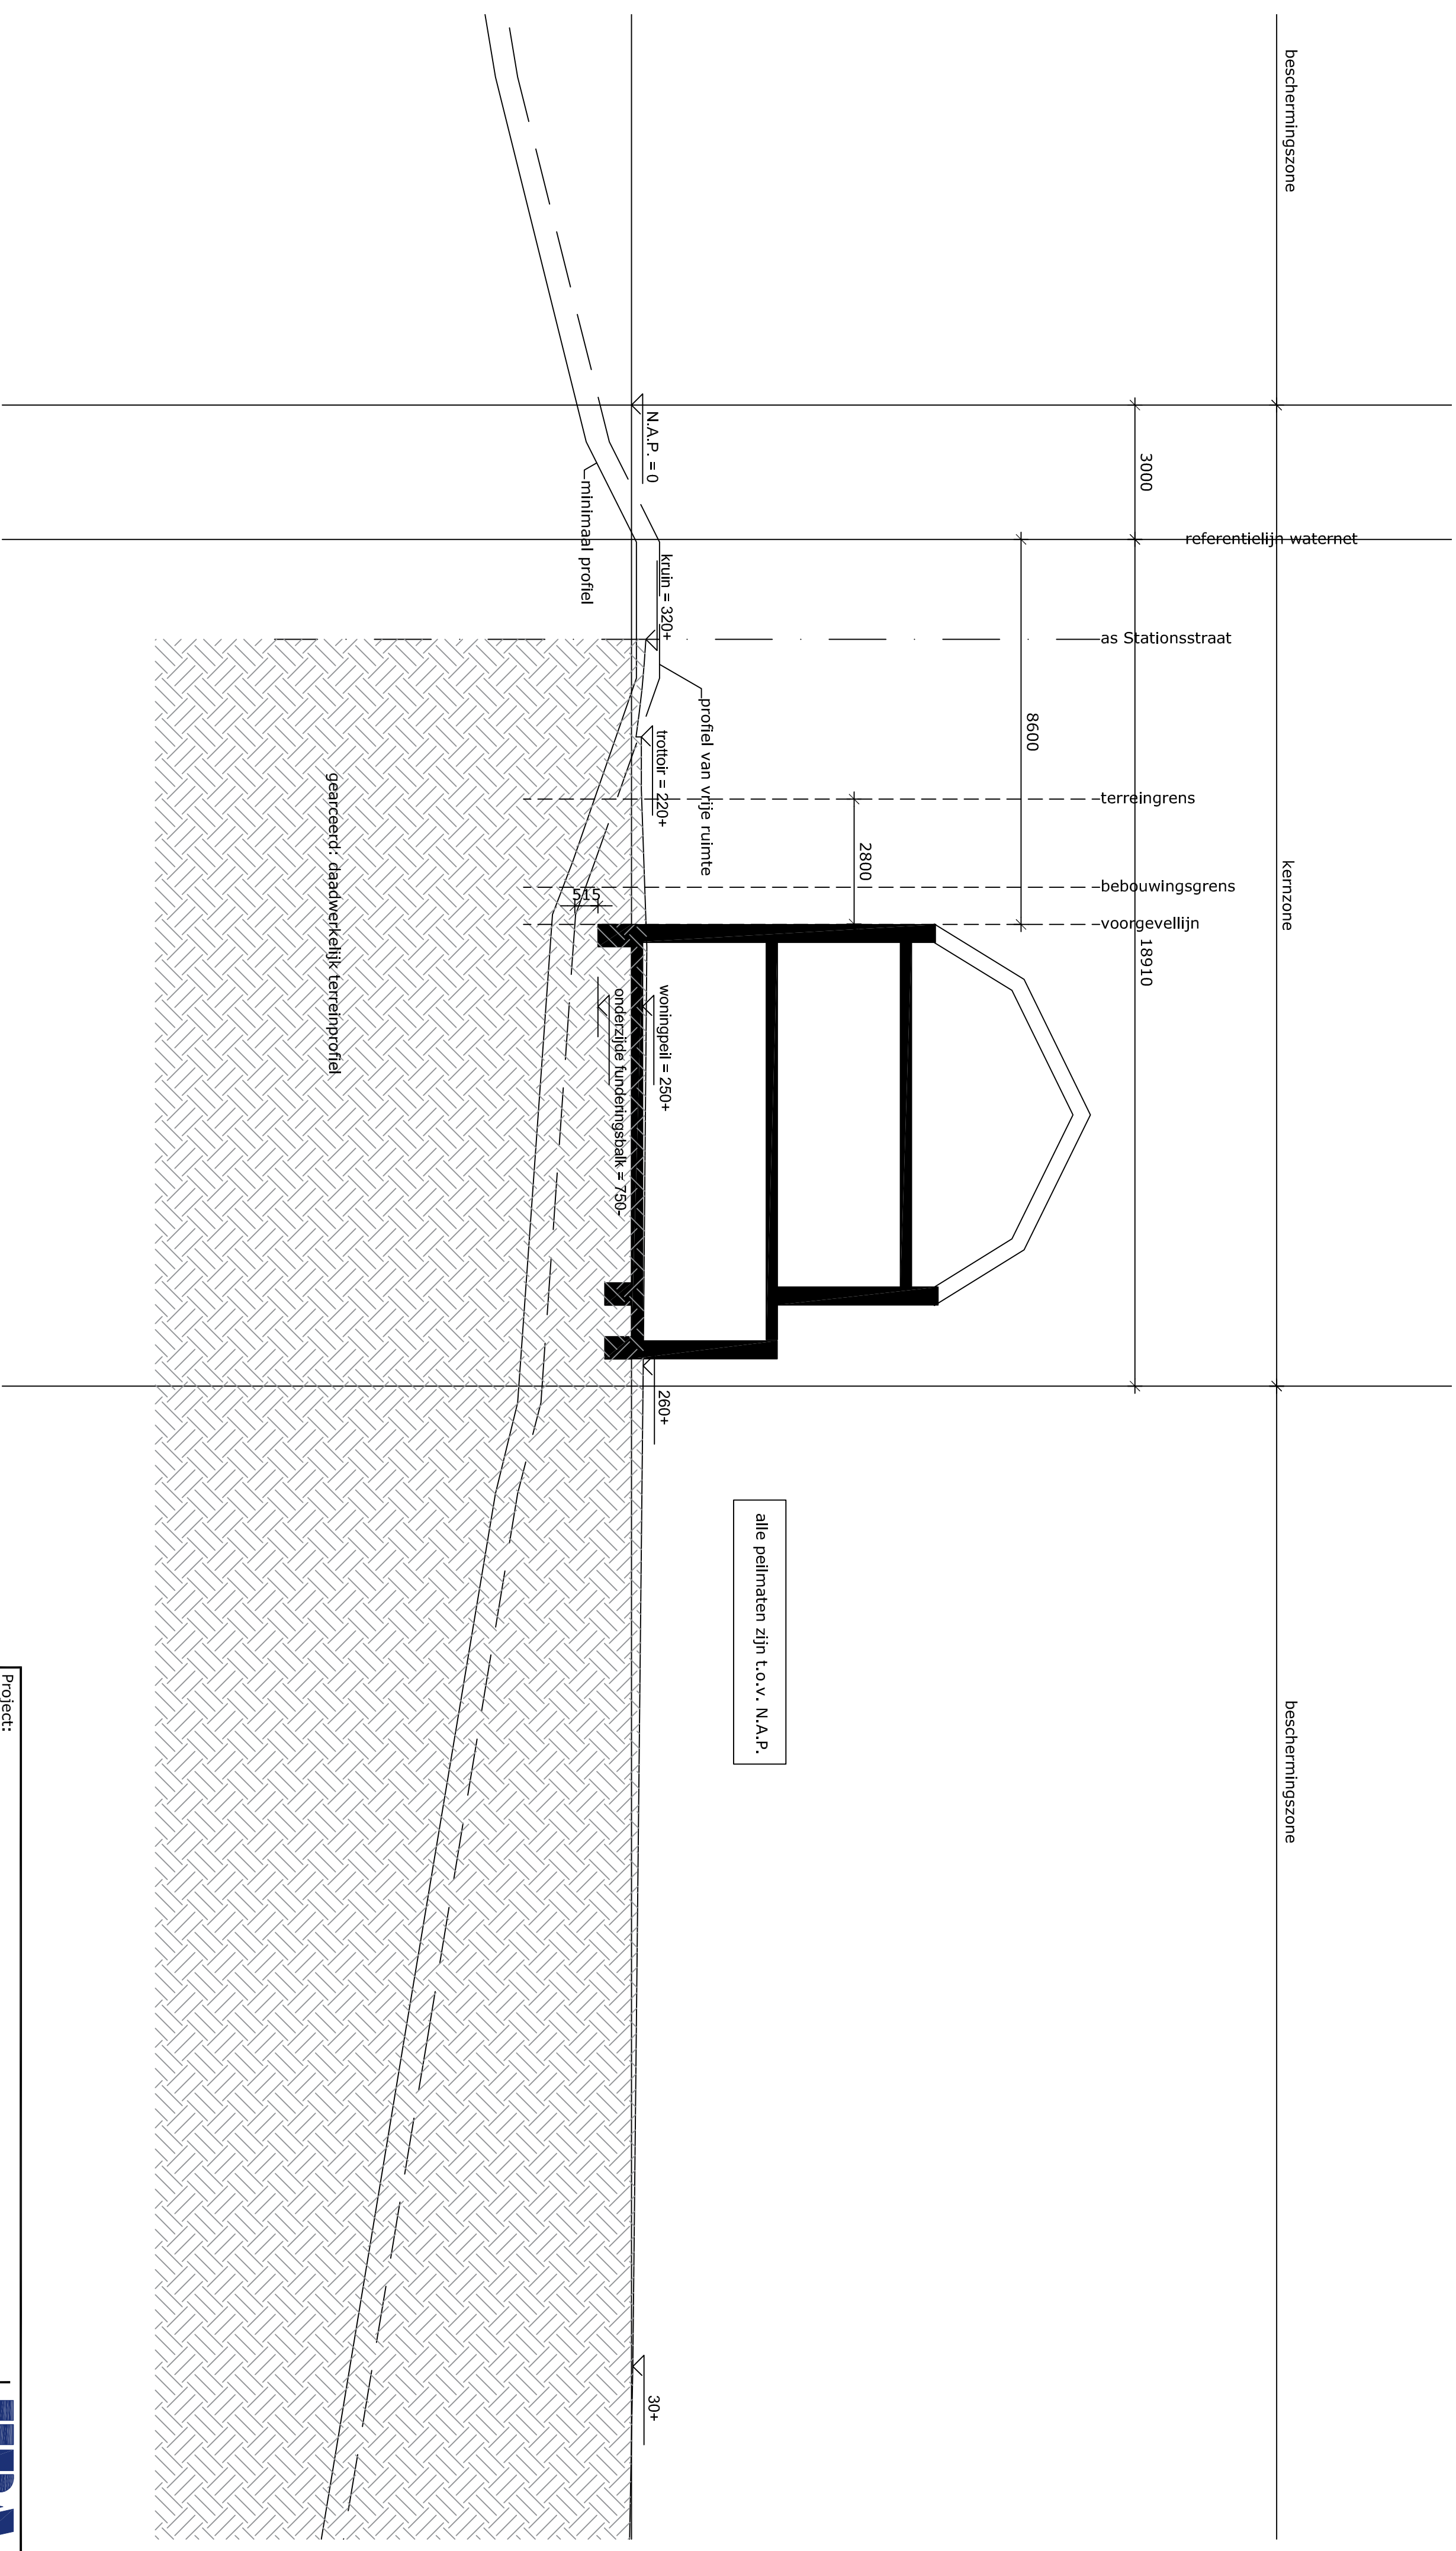 beschermingszone
kernzone
beschermingszone
referentielijn waternet
as Stationsstraat
terreingrens
bebouwingsgrens
voorgevellijn
3000
18910
8600
2800
N.A.P. = 0
minimaal profiel
kruin = 320+
profiel van vrije ruimte
trottoir = 220+
515
woningpeil = 250+
onderzijde funderingsbalk = 750-
260+
30+
alle peilmaten zijn t.o.v. N.A.P.
gearceerd: daadwerkelijk terreinprofiel
Project: